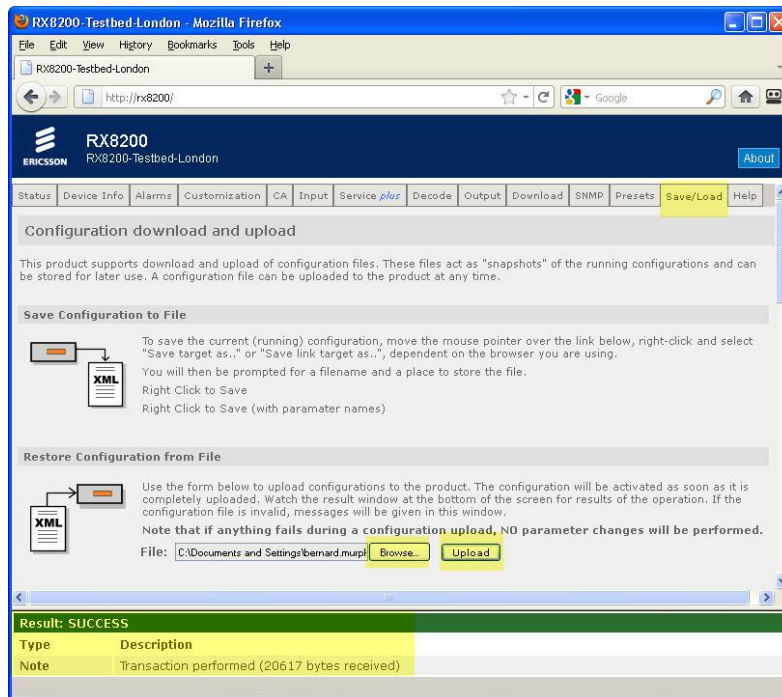 RX8200-Testbed-London - Mozilla Firefox
File Edit View History Bookmarks Tools Help
RX8200-Testbed-London
http://rx8200/
Google
ERICSSON
RX8200
RX8200-Testbed-London
About
Status Device Info Alarms Customization CA Input Service plus Decode Output Download SNMP Presets Save/Load Help
Configuration download and upload
This product supports download and upload of configuration files. These files act as "snapshots" of the running configurations and can
be stored for later use. A configuration file can be uploaded to the product at any time.
Save Configuration to File
XML
To save the current (running) configuration, move the mouse pointer over the link below, right-click and select
"Save target as.." or "Save link target as..", dependent on the browser you are using.
You will then be prompted for a filename and a place to store the file.
Right Click to Save
Right Click to Save (with paramater names)
Restore Configuration from File
XML
Use the form below to upload configurations to the product. The configuration will be activated as soon as it is
completely uploaded. Watch the result window at the bottom of the screen for results of the operation. If the
configuration file is invalid, messages will be given in this window.
Note that if anything fails during a configuration upload, NO parameter changes will be performed.
File: C:\Documents and Settings\bernard.murph Browse... Upload
Result: SUCCESS
Type Description
Note Transaction performed (20617 bytes received)